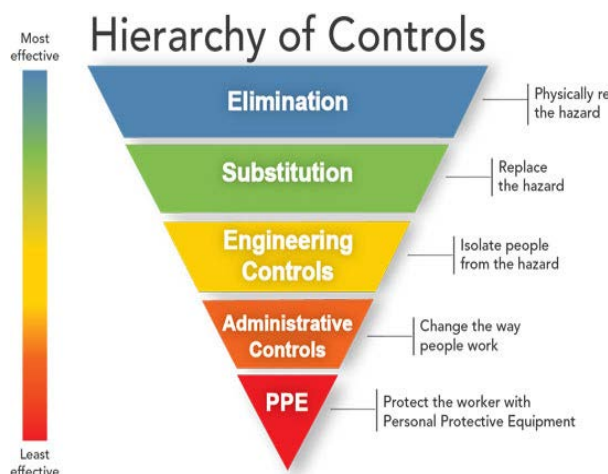 Hierarchy of Controls
Most
effective
Elimination
Physically
the hazard
Substitution
Replace
the hazard
Engineering
Controls
Isolate people
from the hazard
Administrative
Controls
Change the way
people work
PPE
Protect the worker with
Personal Protective Equipment
Least
effective